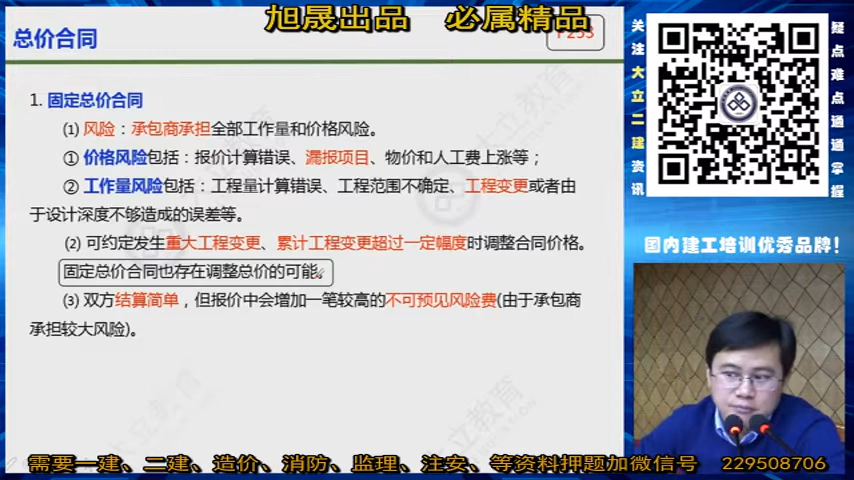 旭晟出品 必属精品
总价合同
P253
1. 固定总价合同
(1) 风险：承包商承担全部工作量和价格风险。
① 价格风险包括：报价计算错误、漏报项目、物价和人工费上涨等；
② 工作量风险包括：工程量计算错误、工程范围不确定、工程变更或者由
于设计深度不够造成的误差等。
(2) 可约定发生重大工程变更、累计工程变更超过一定幅度时调整合同价格。
固定总价合同也存在调整总价的可能。
(3) 双方结算简单，但报价中会增加一笔较高的不可预见风险费(由于承包商
承担较大风险)。
关注大立二建资讯
疑点难点通通掌握
国内建工培训优秀品牌！
大立教育
大立教育
需要一建、二建、造价、消防、监理、注安、等资料押题加微信号 229508706